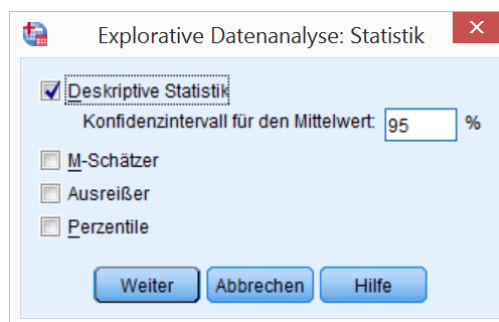 Explorative Datenanalyse: Statistik
Deskriptive Statistik
Konfidenzintervall für den Mittelwert: 95 %
M-Schätzer
Ausreißer
Perzentile
Weiter Abbrechen Hilfe